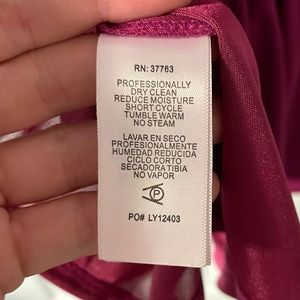 RN: 37763
PROFESSIONALLY
DRY CLEAN
REDUCE MOISTURE
SHORT CYCLE
TUMBLE WARM
NO STEAM
LAVAR EN SECO
PROFESIONALMENTE
HUMEDAD REDUCIDA
CICLO CORTO
SECADORA TIBIA
NO VAPOR
P
PO# LY12403